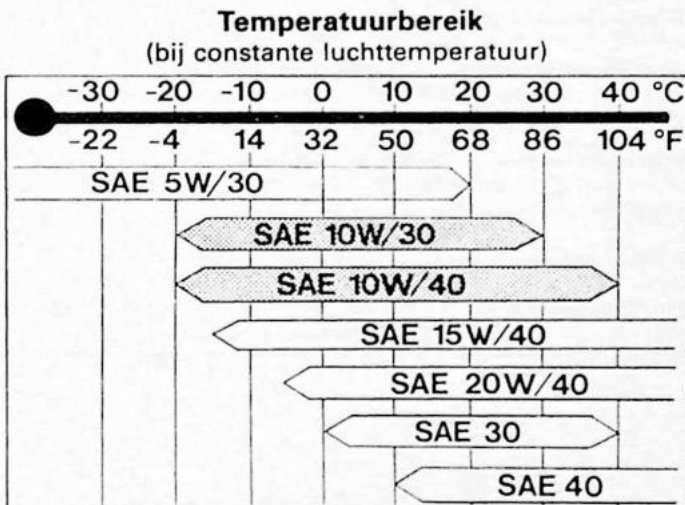 Temperatuurbereik
(bij constante luchttemperatuur)
-30 -20 -10 0 10 20 30 40 °C
-22 -4 14 32 50 68 86 104 °F
SAE 5W/30
SAE 10W/30
SAE 10W/40
SAE 15W/40
SAE 20W/40
SAE 30
SAE 40